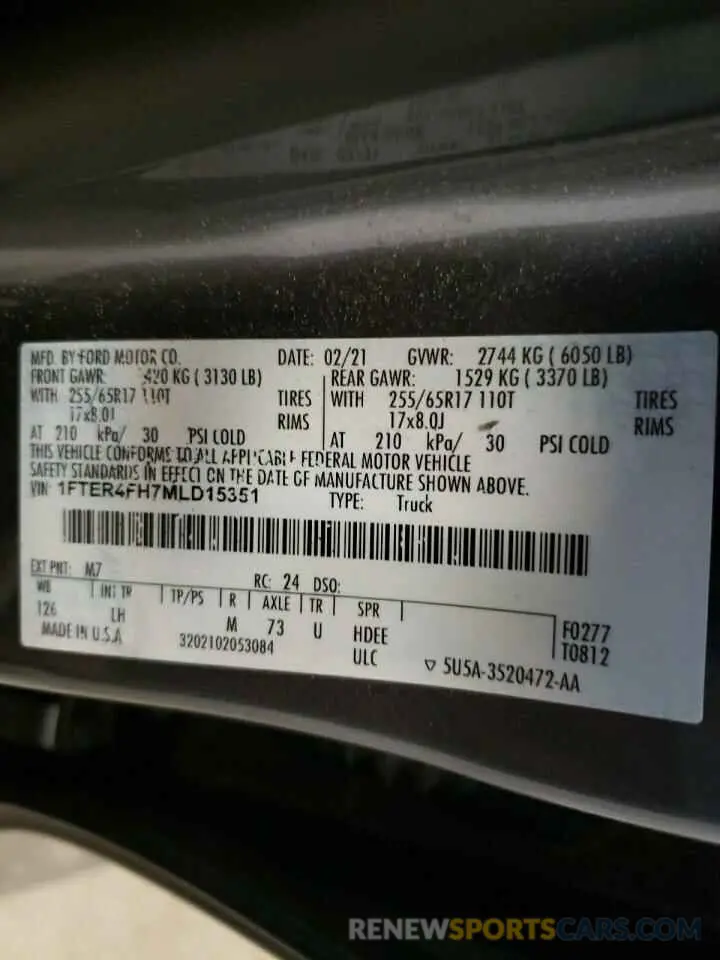 MFD. BY FORD MOTOR CO. DATE: 02/21 GVWR: 2744 KG ( 6050 LB)
FRONT GAWR: 420 KG ( 3130 LB) REAR GAWR: 1529 KG ( 3370 LB)
WITH 255/65R17 110T TIRES WITH 255/65R17 110T TIRES
17x8.0J RIMS 17x8.0J RIMS
AT 210 kPa/ 30 PSI COLD AT 210 kPa/ 30 PSI COLD
THIS VEHICLE CONFORMS TO ALL APPLICABLE FEDERAL MOTOR VEHICLE
SAFETY STANDARDS IN EFFECT ON THE DATE OF MANUFACTURE SHOWN ABOVE.
VIN: 1FTER4FH7MLD15351 TYPE: Truck
EXT PNT: M7 RC: 24 DSO:
WB INT TR TP/PS R AXLE TR SPR
126 LH M 73 U HDEE F0277
MADE IN U.S.A 3202102053084 ULC T0812
▽ 5U5A-3520472-AA
RENEWSPORTSCARS.COM